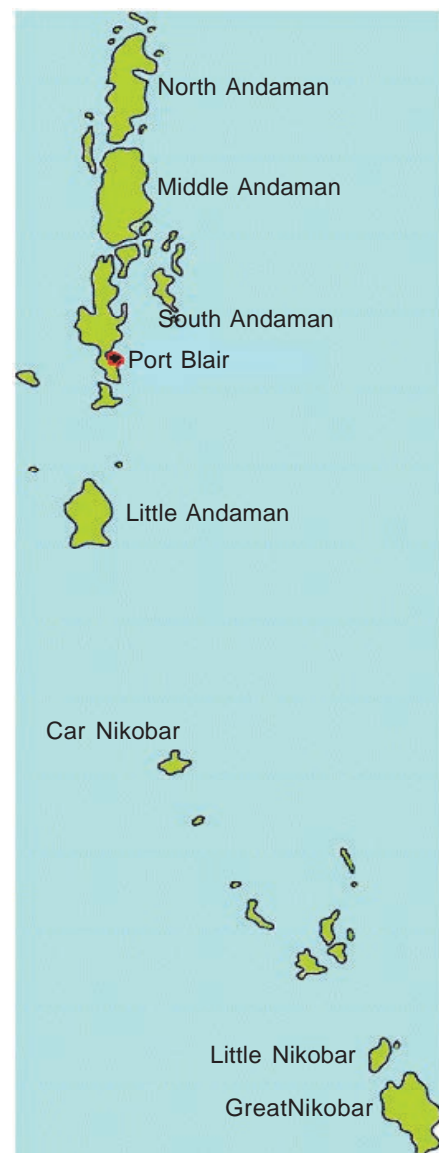 North Andaman
Middle Andaman
South Andaman
Port Blair
Little Andaman
Car Nikobar
Little Nikobar
GreatNikobar